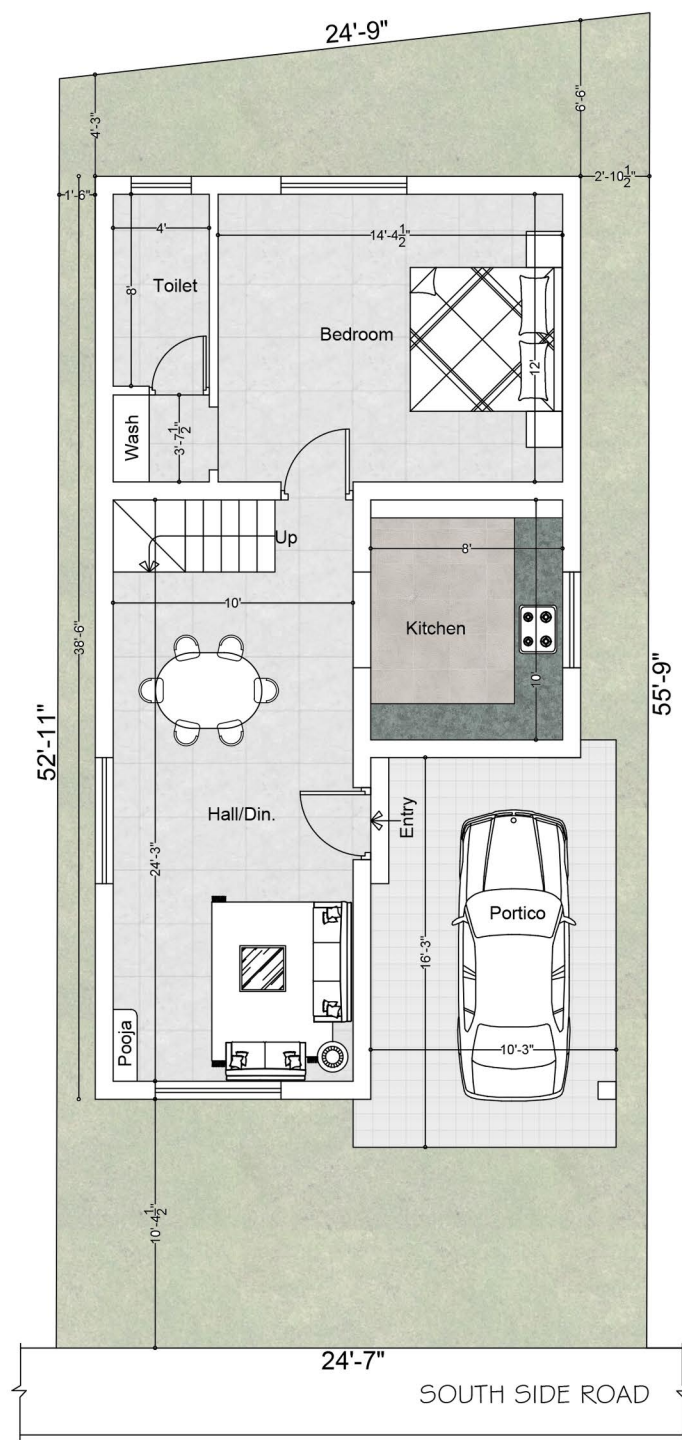 24'-9"
4'-3"
6'-6"
1'-6"
2'-10½"
4'
14'-4½"
8'
Toilet
Bedroom
12'
Wash
3'-7½"
Up
8'
10'
Kitchen
10'
38'-6"
52'-11"
55'-9"
Hall/Din.
Entry
24'-3"
Portico
16'-3"
Pooja
10'-3"
10'-4½"
24'-7"
SOUTH SIDE ROAD